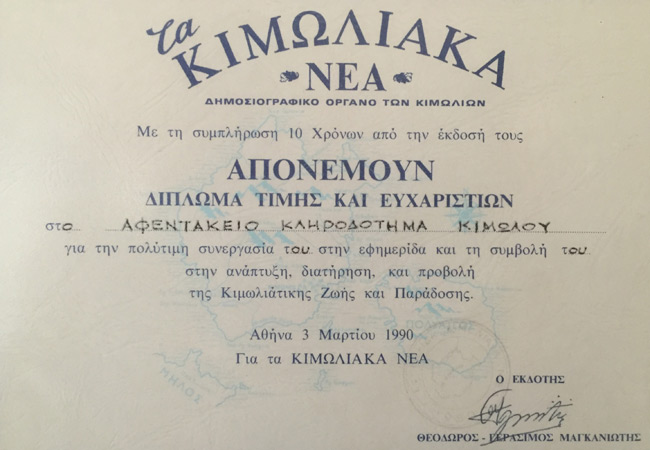 Τα
ΚΙΜΩΛΙΑΚΑ
ΝΕΑ
ΔΗΜΟΣΙΟΓΡΑΦΙΚΟ ΟΡΓΑΝΟ ΤΩΝ ΚΙΜΩΛΙΩΝ
Με τη συμπλήρωση 10 Χρόνων από την έκδοσή τους
ΑΠΟΝΕΜΟΥΝ
ΔΙΠΛΩΜΑ ΤΙΜΗΣ ΚΑΙ ΕΥΧΑΡΙΣΤΙΩΝ
στο ΑΦΕΝΤΑΚΕΙΟ ΚΛΗΡΟΔΟΤΗΜΑ ΚΙΜΩΛΟΥ
για την πολύτιμη συνεργασία του στην εφημερίδα και τη συμβολή του
στην ανάπτυξη, διατήρηση, και προβολή
της Κιμωλιάτικης Ζωής και Παράδοσης.
ΠΟΛΥΑΙΓΟΣ
Αθήνα 3 Μαρτίου 1990
Για τα ΚΙΜΩΛΙΑΚΑ ΝΕΑ
ΜΗΛΟΣ
Ο ΕΚΔΟΤΗΣ
ΘΕΟΔΩΡΟΣ - ΓΕΡΑΣΙΜΟΣ ΜΑΓΚΑΝΙΩΤΗΣ